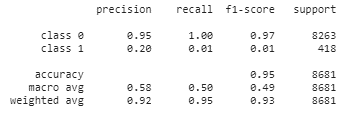 precision recall f1-score support
class 0 0.95 1.00 0.97 8263
class 1 0.20 0.01 0.01 418
accuracy 0.95 8681
macro avg 0.58 0.50 0.49 8681
weighted avg 0.92 0.95 0.93 8681